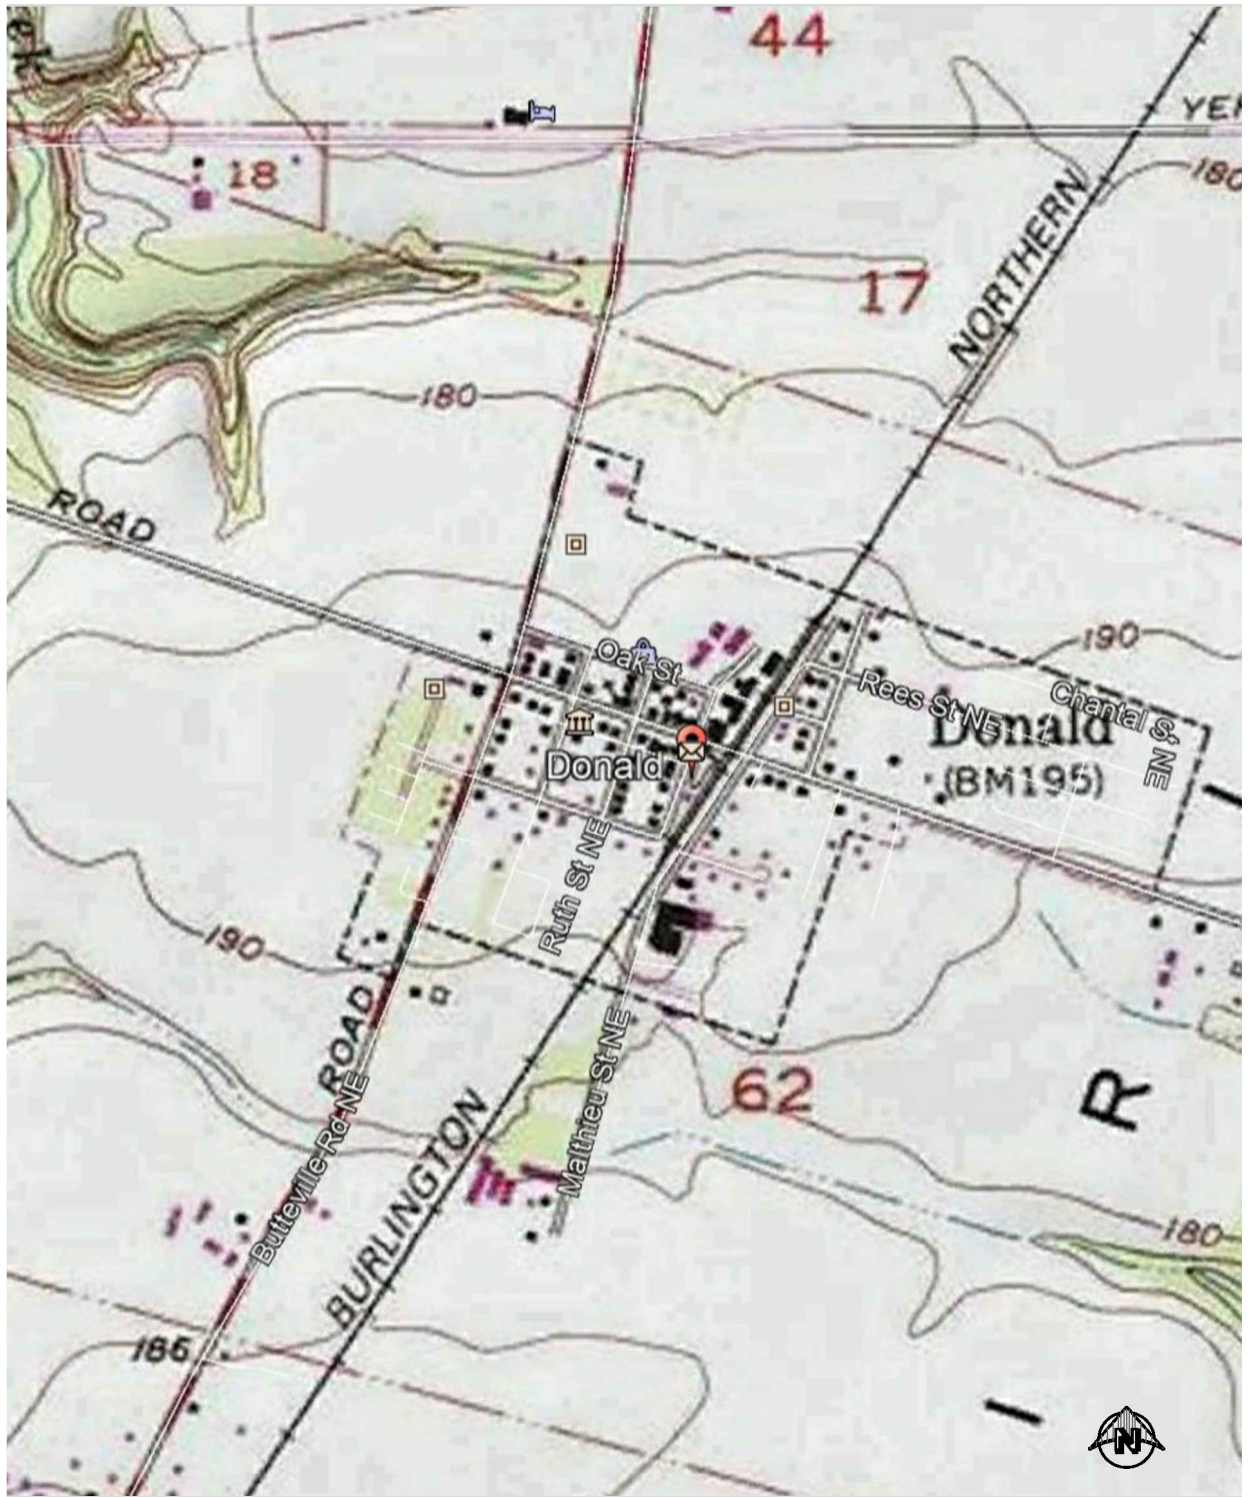 44
YE
180
18
NORTHERN
17
180
ROAD
190
Oak St
Rees St NE
Chantal S.
NE
Donald
(BM195)
Donald
Ruth St NE
190
ROAD
62
R
Matthieu St NE
Butteville Rd NE
BURLINGTON
180
186
I
N